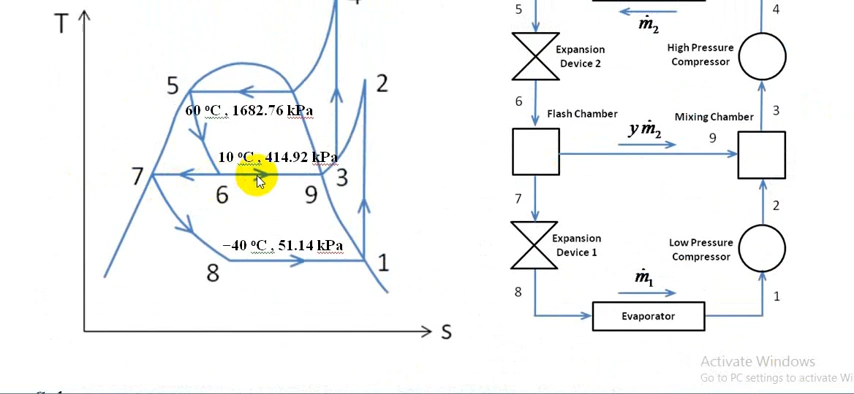 T
4
2
5
60 °C , 1682.76 kPa
10 °C , 414.92 kPa
7
6
9
3
−40 °C , 51.14 kPa
8
1
S
5
ṁ2
4
Expansion
Device 2
High Pressure
Compressor
6
Flash Chamber
Mixing Chamber
3
y ṁ2
9
7
2
Expansion
Device 1
Low Pressure
Compressor
8
ṁ1
1
Evaporator
Activate Windows
Go to PC settings to activate Wi